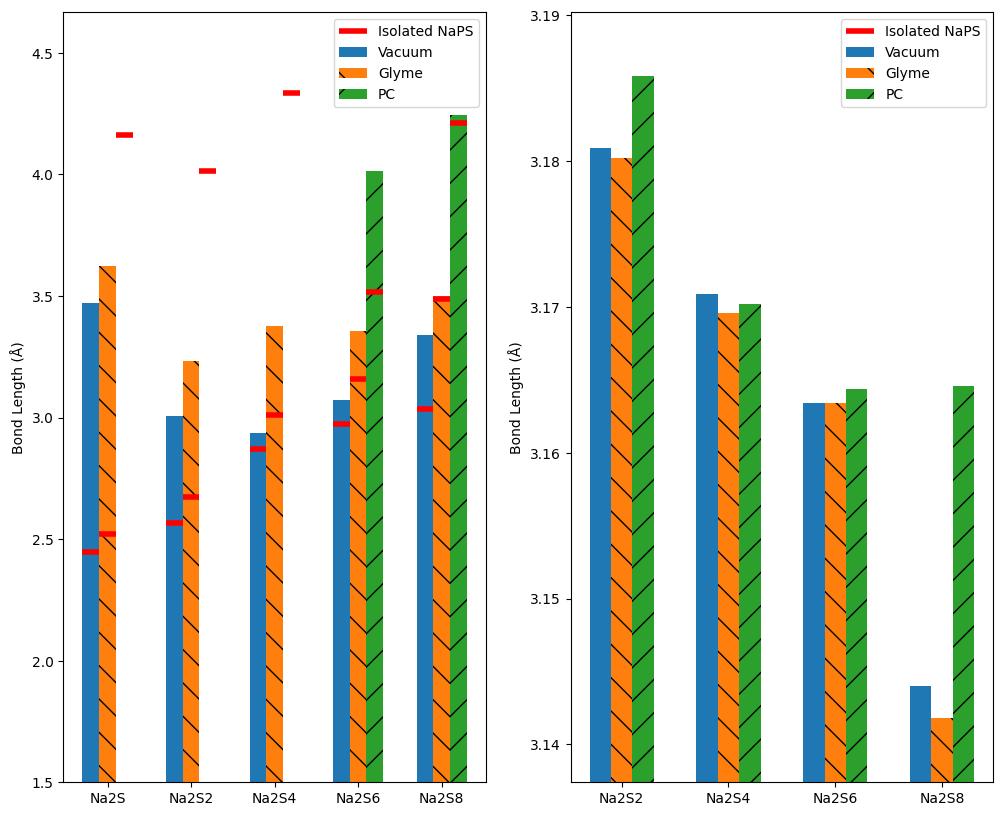 Bond Length (Å)
4.5
4.0
3.5
3.0
2.5
2.0
1.5
Na2S
Na2S2
Na2S4
Na2S6
Na2S8
Isolated NaPS
Vacuum
Glyme
PC
Bond Length (Å)
3.19
3.18
3.17
3.16
3.15
3.14
Na2S2
Na2S4
Na2S6
Na2S8
Isolated NaPS
Vacuum
Glyme
PC